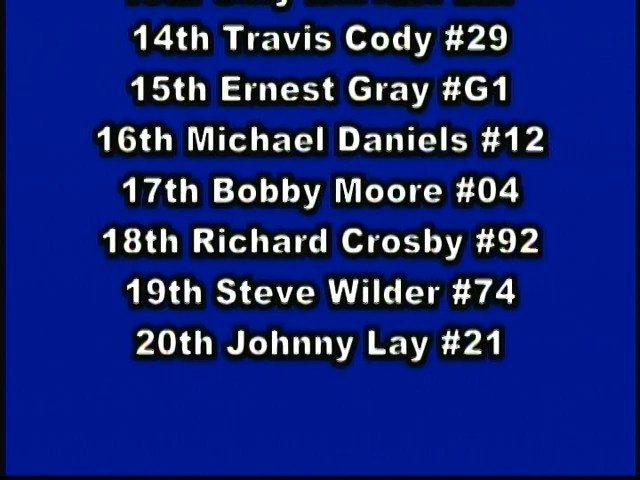 14th Travis Cody #29
15th Ernest Gray #G1
16th Michael Daniels #12
17th Bobby Moore #04
18th Richard Crosby #92
19th Steve Wilder #74
20th Johnny Lay #21